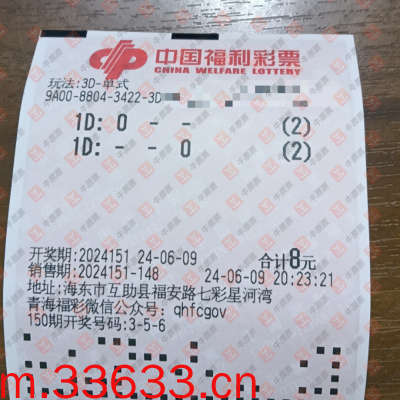 中国福利彩票
CHINA WELFARE LOTTERY
玩法:3D-单式
9A00-8804-3422-3D
1D: 0 - - (2)
1D: - - 0 (2)
开奖期:2024151 24-06-09 合计8元
销售期:2024151-148 24-06-09 20:23:21
地址:海东市互助县福安路七彩星河湾
青海福彩微信公众号: qhfcgov
150期开奖号码:3-5-6
m.33633.cn